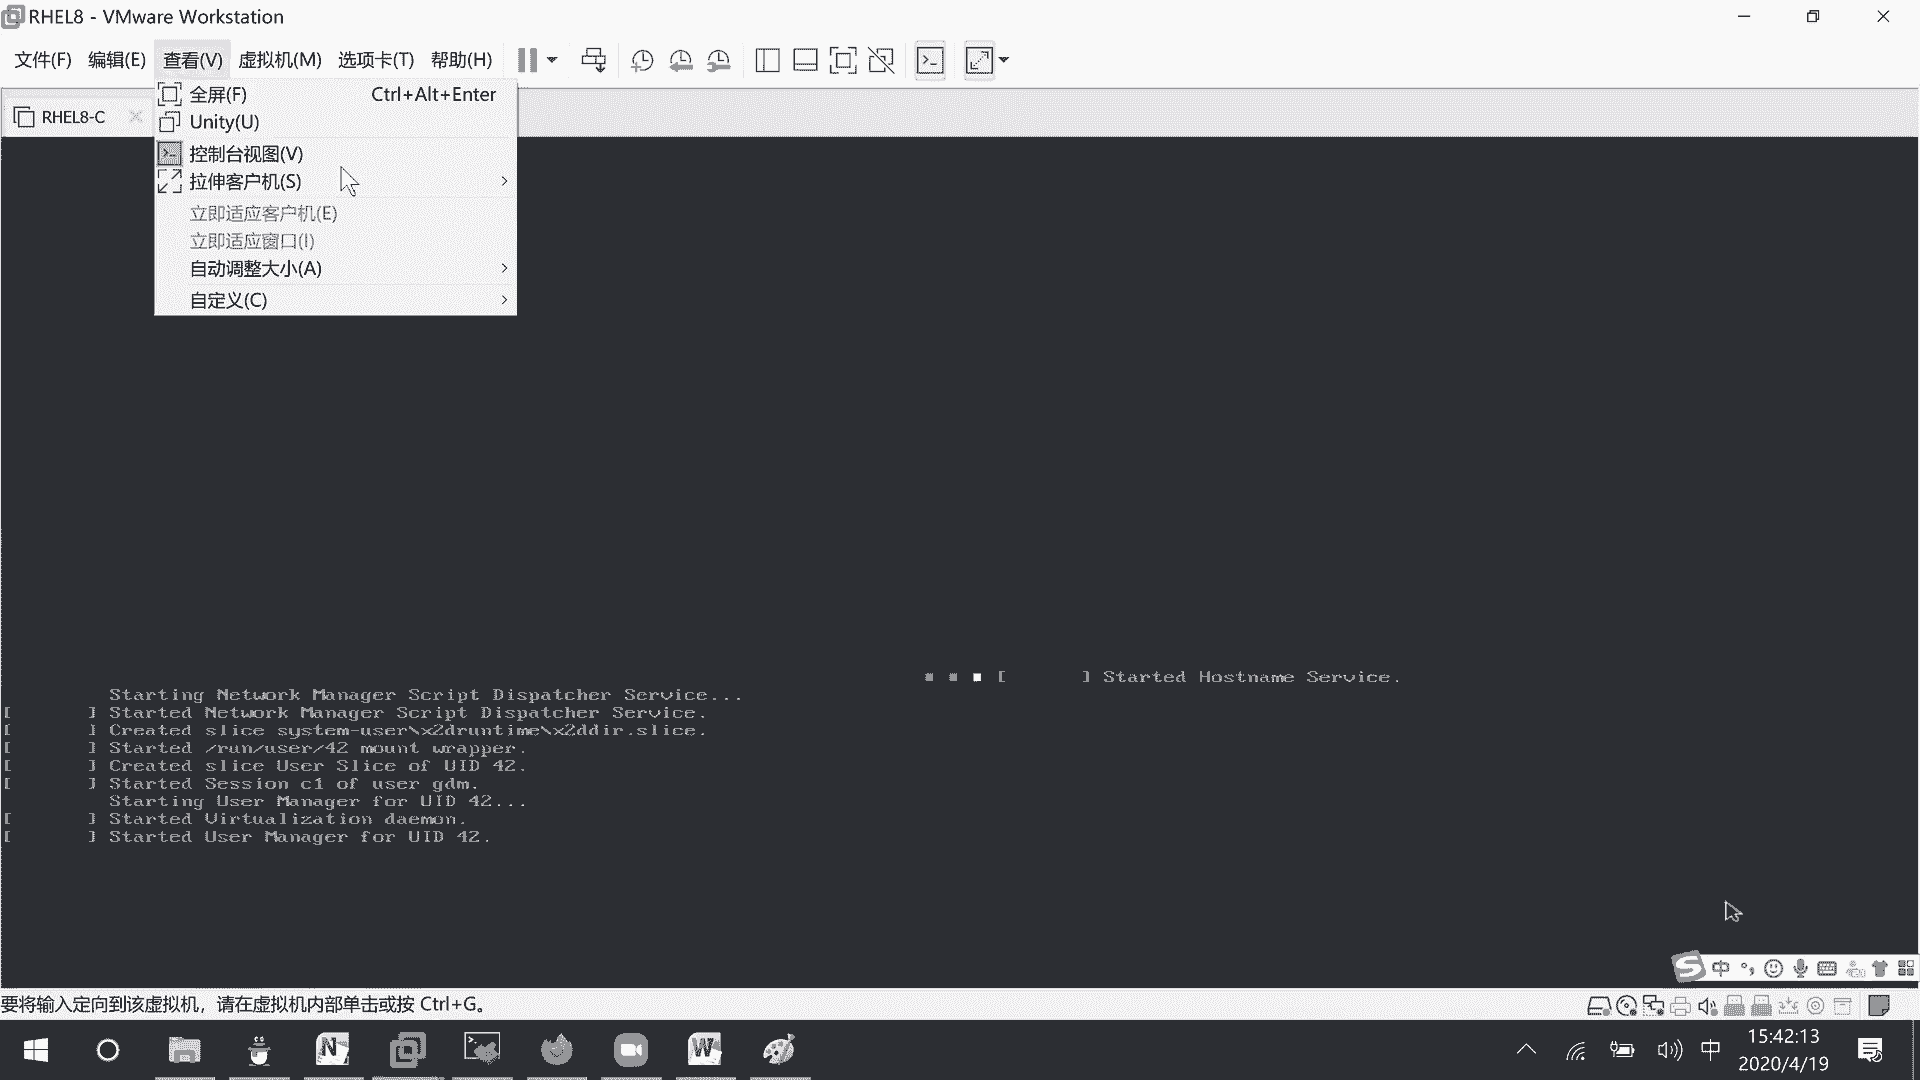 RHEL8 - VMware Workstation
文件(F) 编辑(E) 查看(V) 虚拟机(M) 选项卡(T) 帮助(H)
RHEL8-C
全屏(F) Ctrl+Alt+Enter
Unity(U)
控制台视图(V)
拉伸客户机(S)
立即适应客户机(E)
立即适应窗口(I)
自动调整大小(A)
自定义(C)
[ ] Started Hostname Service.
Starting Network Manager Script Dispatcher Service...
[ ] Started Network Manager Script Dispatcher Service.
[ ] Created slice system-user\x2druntime\x2ddir.slice.
[ ] Started /run/user/42 mount wrapper.
[ ] Created slice User Slice of UID 42.
[ ] Started Session c1 of user gdm.
Starting User Manager for UID 42...
[ ] Started Virtualization daemon.
[ ] Started User Manager for UID 42.
中
要将输入定向到该虚拟机，请在虚拟机内部单击或按 Ctrl+G。
中
15:42:13
2020/4/19